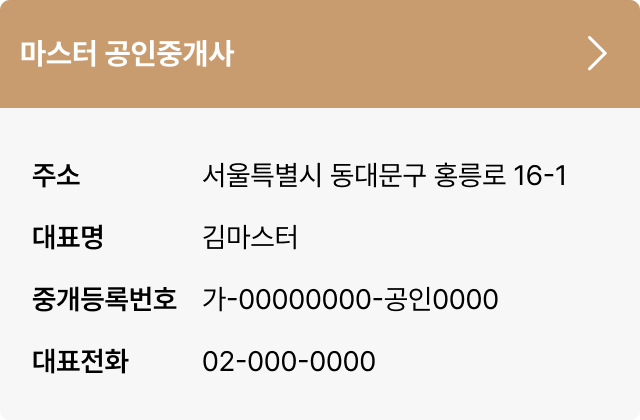 마스터 공인중개사
주소 서울특별시 동대문구 홍릉로 16-1
대표명 김마스터
중개등록번호 가-00000000-공인0000
대표전화 02-000-0000